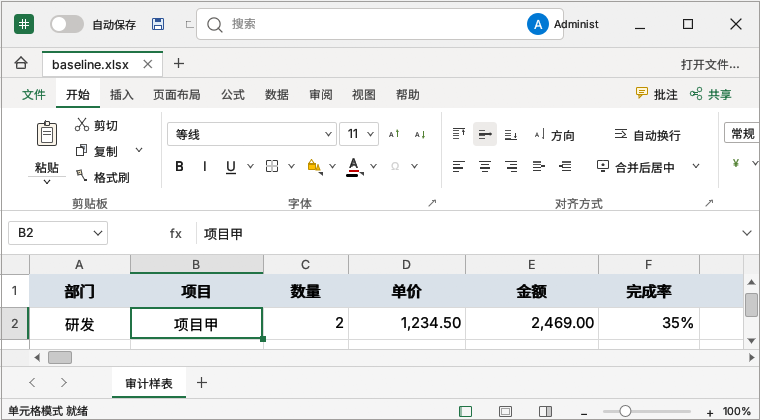 自动保存 搜索 A Administ
baseline.xlsx 打开文件...
文件 开始 插入 页面布局 公式 数据 审阅 视图 帮助 批注 共享
剪切 等线 11 A A 方向 自动换行 常规
复制
粘贴 B I U A Ω 合并后居中 ¥
格式刷
剪贴板 字体 对齐方式
B2 fx 项目甲
A B C D E F
1 部门 项目 数量 单价 金额 完成率
2 研发 项目甲 2 1,234.50 2,469.00 35%
审计样表
单元格模式 就绪 100%